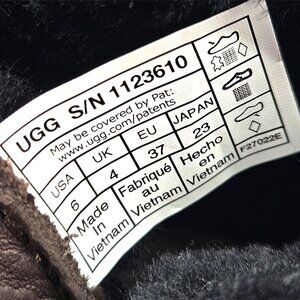 UGG S/N 1123610
May be covered by Pat:
www.ugg.com/patents
USA UK EU JAPAN
6 4 37 23
Made In Vietnam
Fabriqué au Vietnam
Hecho en Vietnam
F27022E